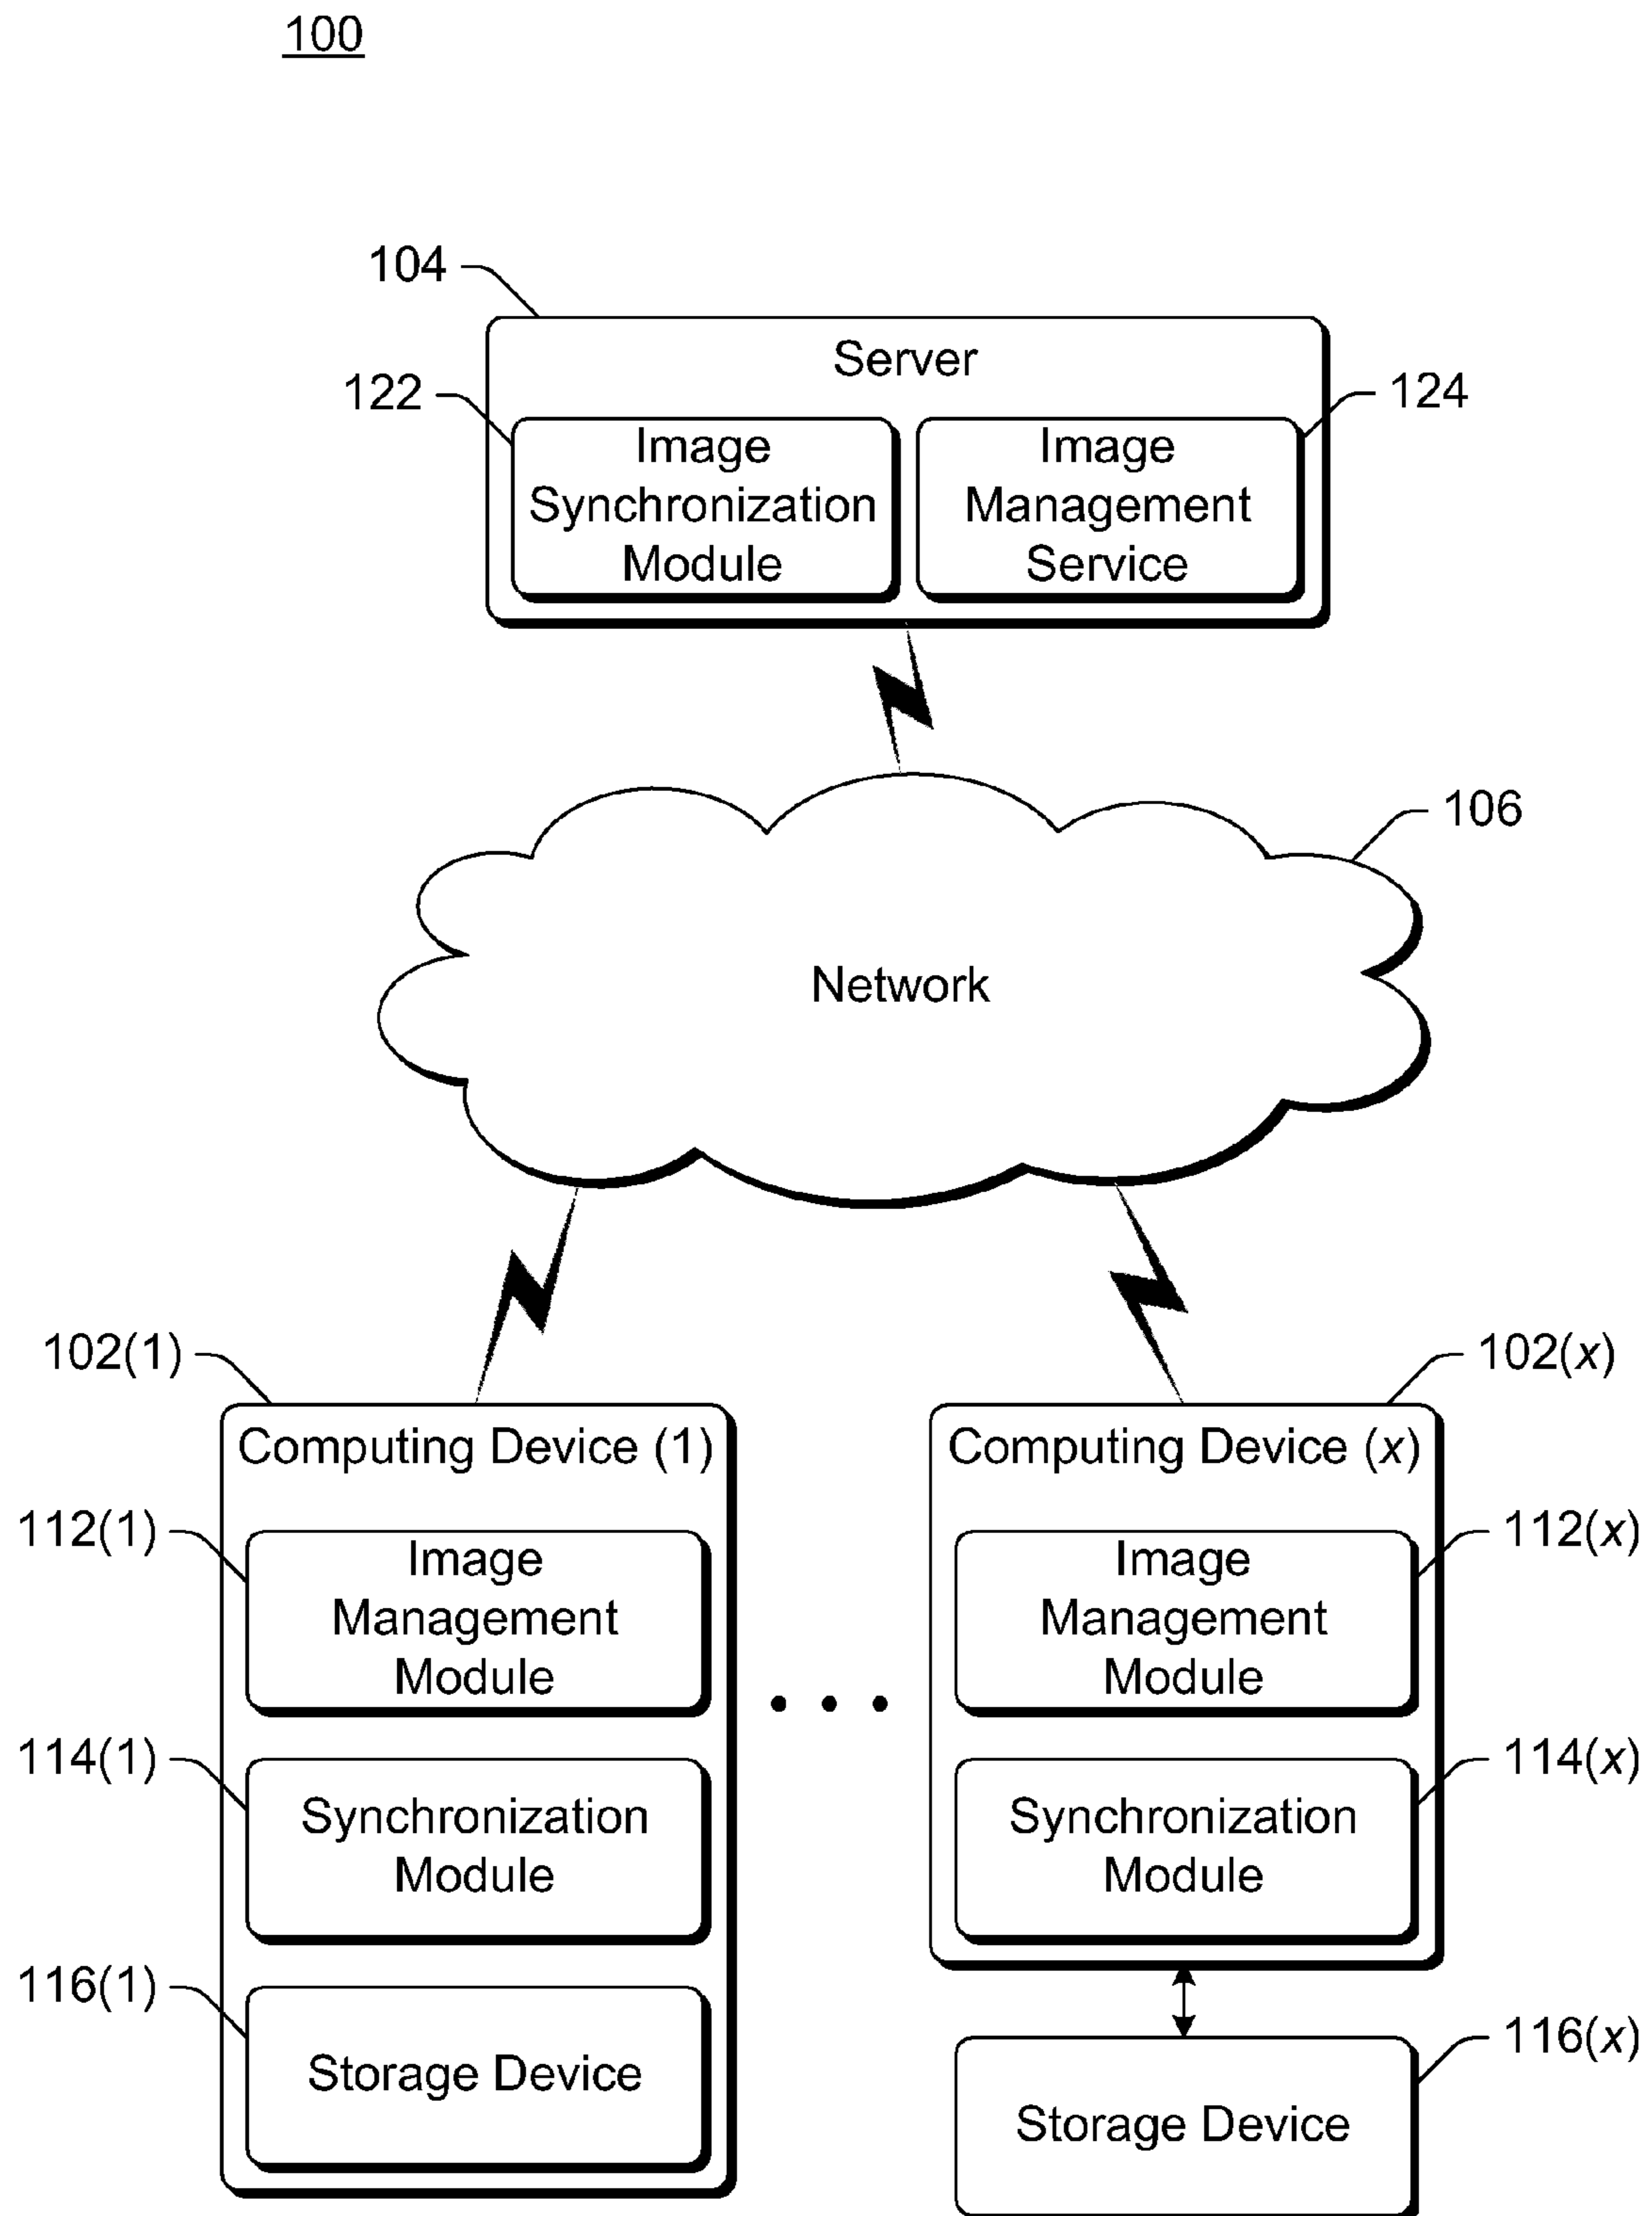 100
104
Server
122
124
Image
Synchronization
Module
Image
Management
Service
106
Network
102(1)
102(x)
Computing Device (1)
Computing Device (x)
112(1)
Image
Management
Module
112(x)
Image
Management
Module
114(1)
Synchronization
Module
114(x)
Synchronization
Module
116(1)
Storage Device
116(x)
Storage Device